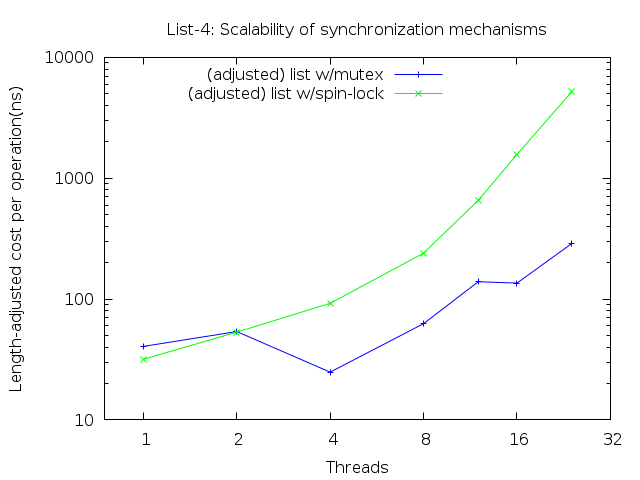 List-4: Scalability of synchronization mechanisms
(adjusted) list w/mutex
(adjusted) list w/spin-lock
10000
1000
100
10
Length-adjusted cost per operation(ns)
1 2 4 8 16 32
Threads